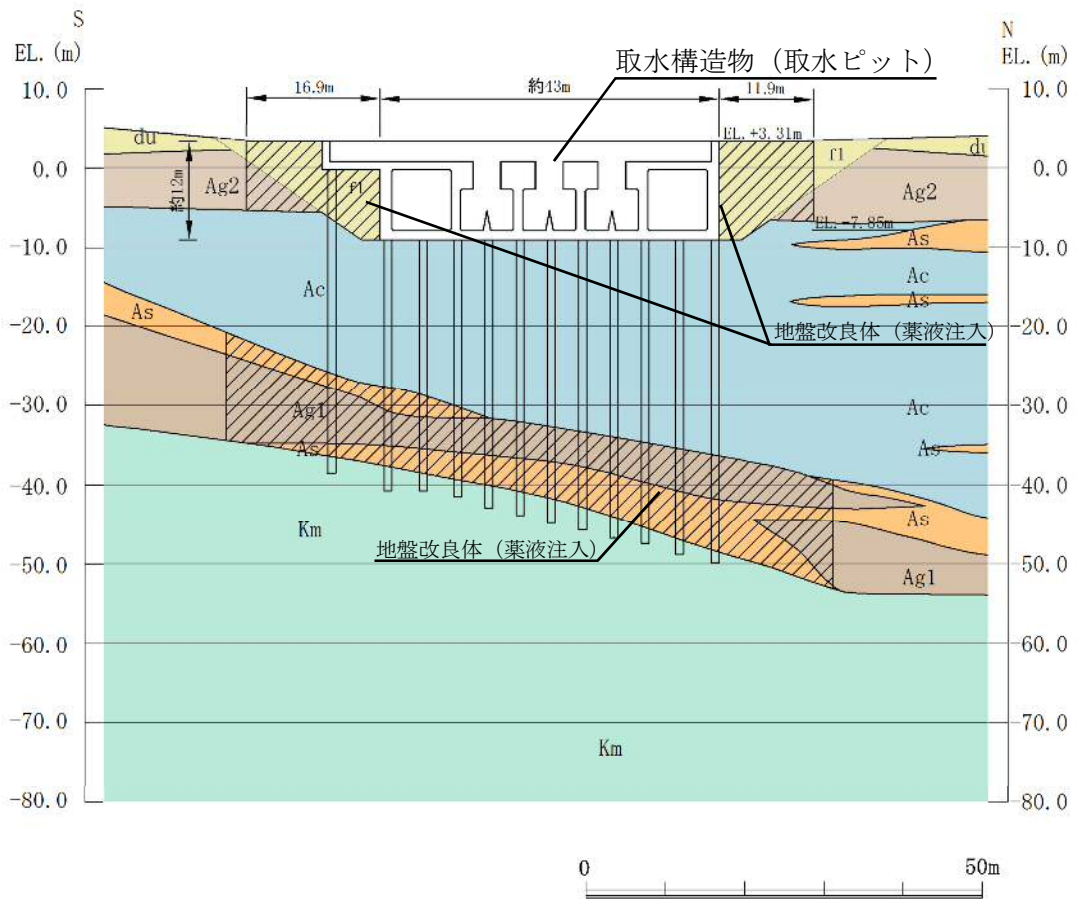 S
N
EL. (m)
EL. (m)
取水構造物（取水ピット）
10.0
16.9m
約43m
11.9m
10.0
EL. +3.31m
du
f1
du
0.0
0.0
約12m
Ag2
f1
Ag2
EL.-7.85m
-10.0
As
-10.0
Ac
Ac
As
As
-20.0
地盤改良体（薬液注入）
-20.0
-30.0
Ag1
Ac
-30.0
As
As
-40.0
-40.0
Km
As
地盤改良体（薬液注入）
-50.0
Ag1
-50.0
-60.0
-60.0
-70.0
-70.0
Km
-80.0
-80.0
0
50m